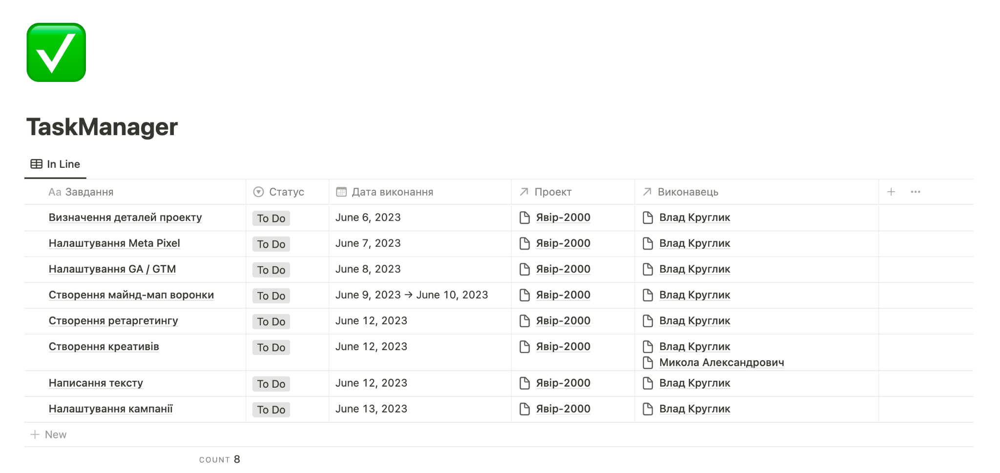 TaskManager
In Line
Aa Завдання Статус Дата виконання Проект Виконавець
Визначення деталей проекту To Do June 6, 2023 Явір-2000 Влад Круглик
Налаштування Meta Pixel To Do June 7, 2023 Явір-2000 Влад Круглик
Налаштування GA / GTM To Do June 8, 2023 Явір-2000 Влад Круглик
Створення майнд-мап воронки To Do June 9, 2023 → June 10, 2023 Явір-2000 Влад Круглик
Створення ретаргетингу To Do June 12, 2023 Явір-2000 Влад Круглик
Створення креативів To Do June 12, 2023 Явір-2000 Влад Круглик
Микола Александрович
Написання тексту To Do June 12, 2023 Явір-2000 Влад Круглик
Налаштування кампанії To Do June 13, 2023 Явір-2000 Влад Круглик
+ New
COUNT 8